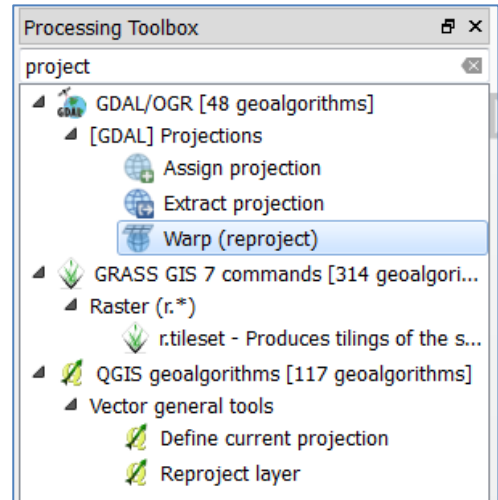 Processing Toolbox
project
GDAL/OGR [48 geoalgorithms]
[GDAL] Projections
Assign projection
Extract projection
Warp (reproject)
GRASS GIS 7 commands [314 geoalgori...
Raster (r.*)
r.tileset - Produces tilings of the s...
QGIS geoalgorithms [117 geoalgorithms]
Vector general tools
Define current projection
Reproject layer